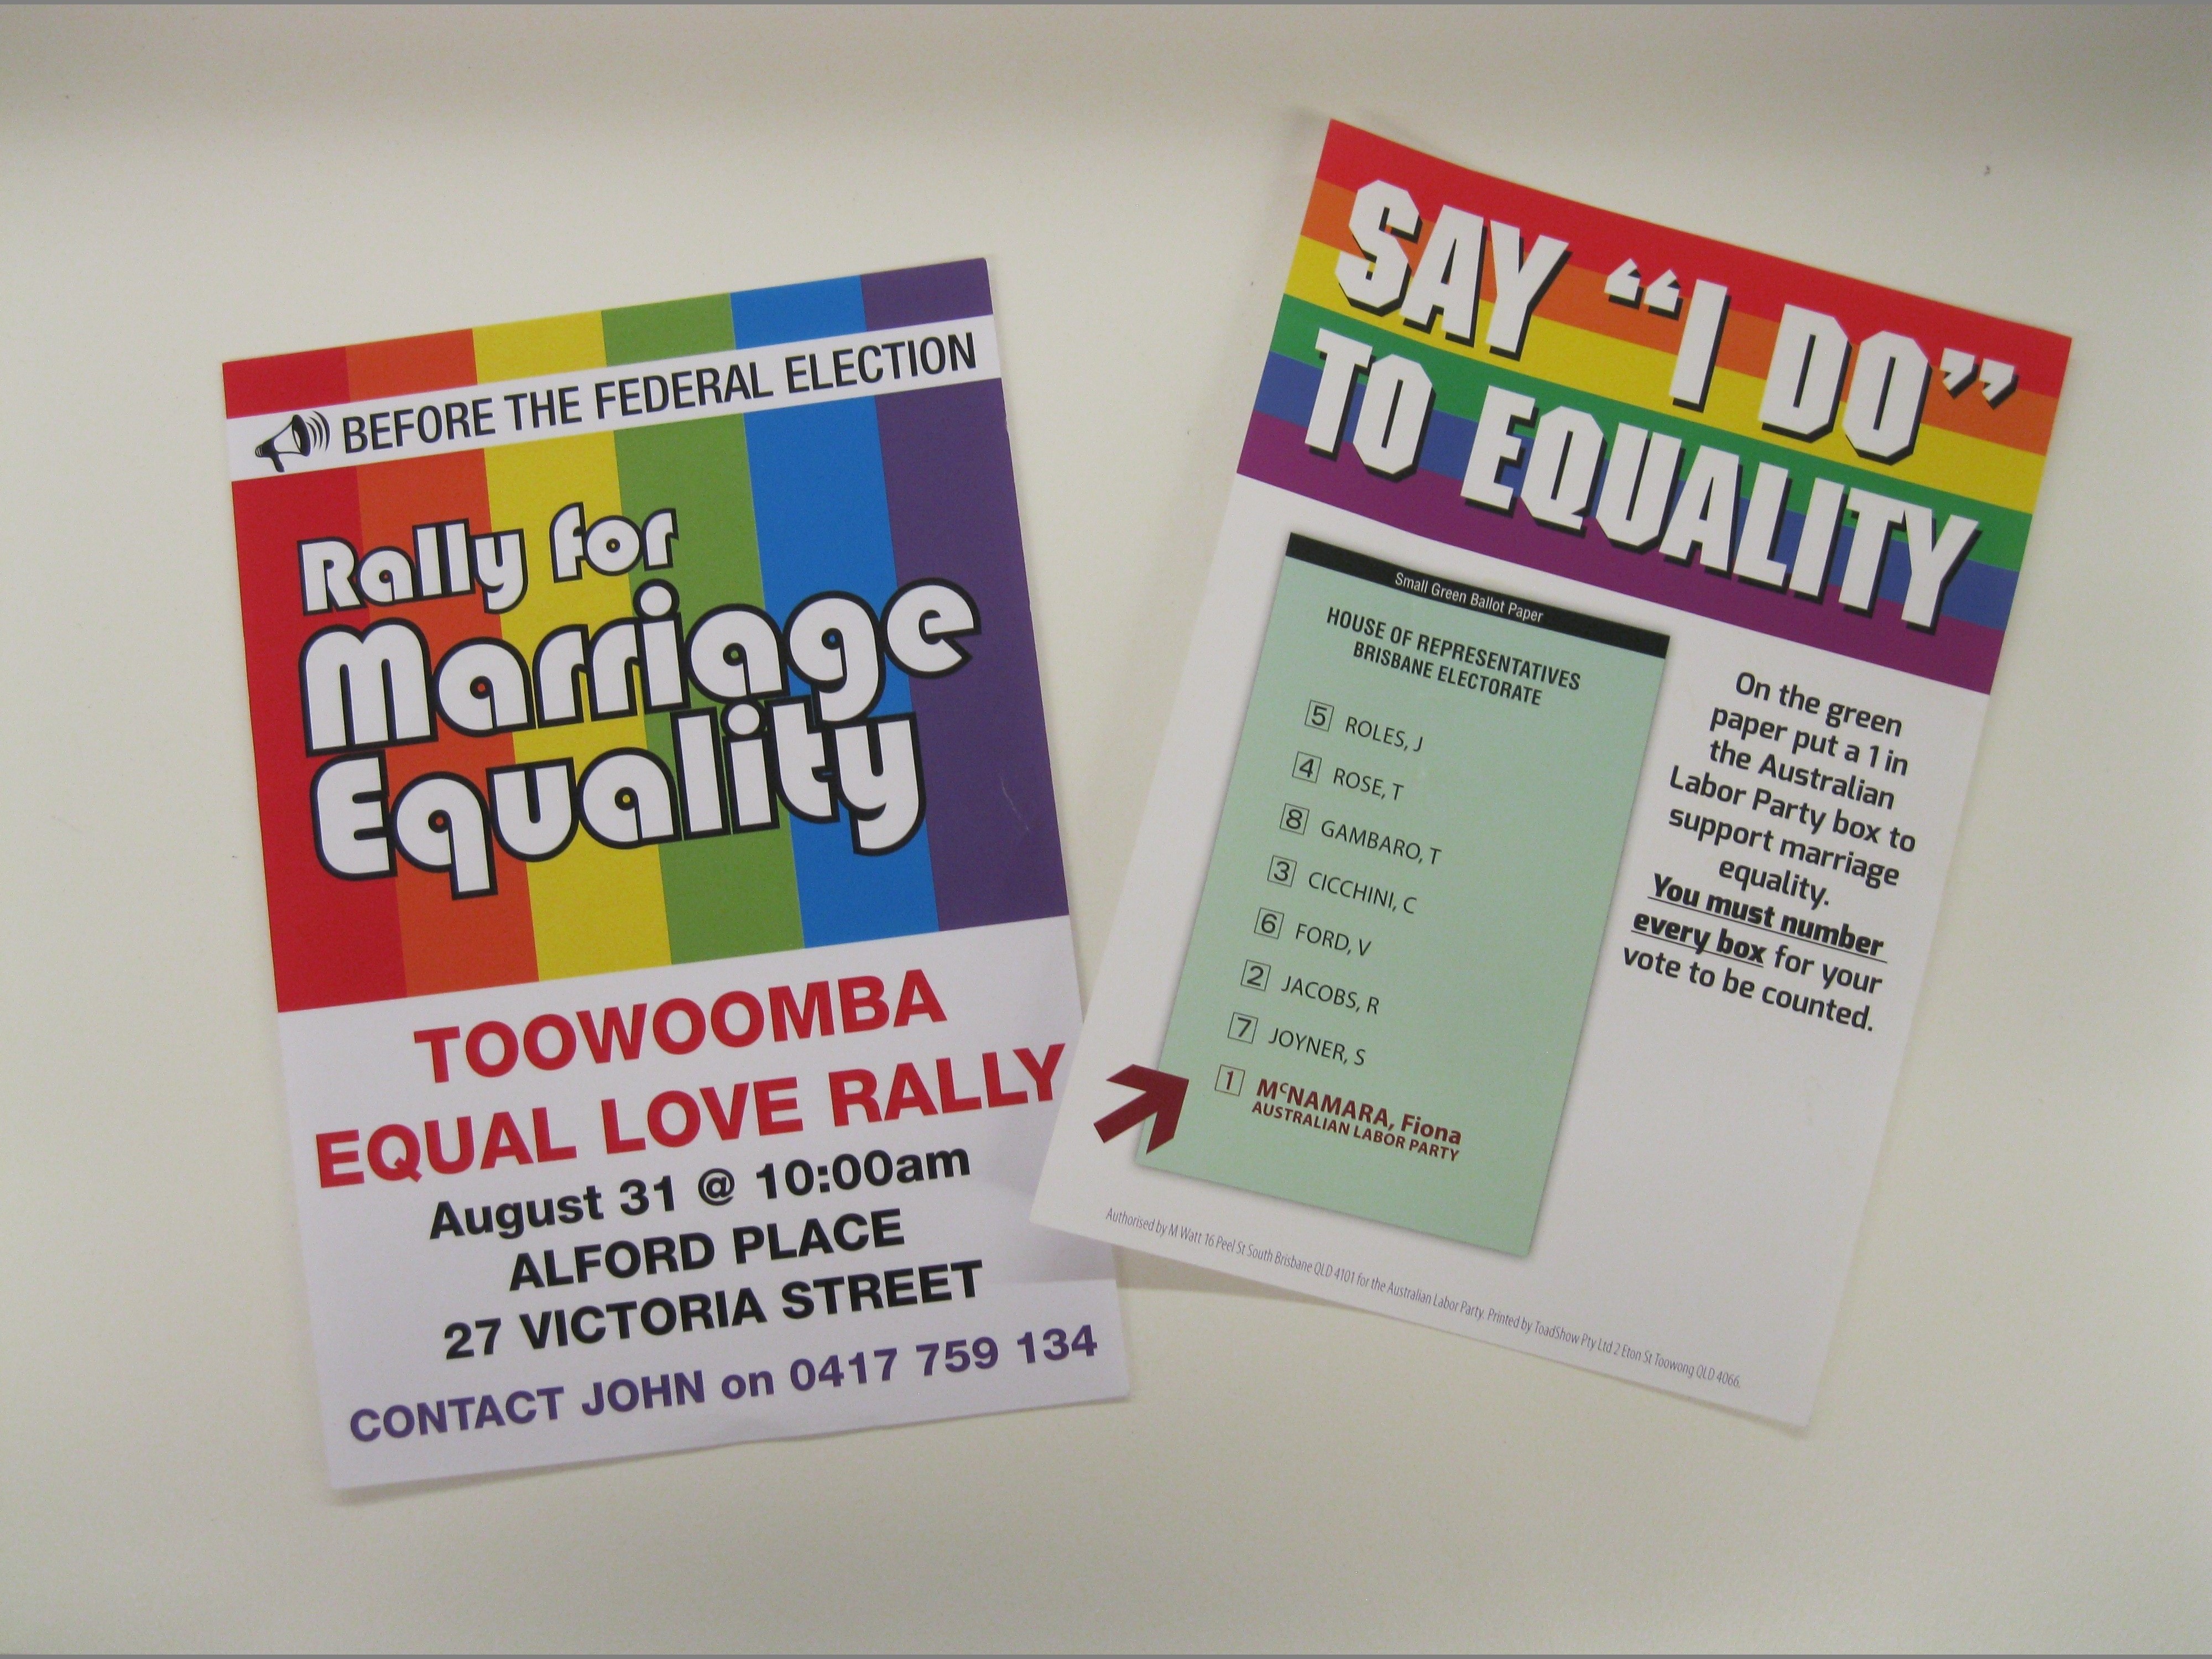 BEFORE THE FEDERAL ELECTION
Rally for
Marriage
Equality
TOOWOOMBA
EQUAL LOVE RALLY
August 31 @ 10:00am
ALFORD PLACE
27 VICTORIA STREET
CONTACT JOHN on 0417 759 134
SAY “I DO”
TO EQUALITY
Small Green Ballot Paper
HOUSE OF REPRESENTATIVES
BRISBANE ELECTORATE
5 ROLES, J
4 ROSE, T
8 GAMBARO, T
3 CICCHINI, C
6 FORD, V
2 JACOBS, R
7 JOYNER, S
1 McNAMARA, Fiona
AUSTRALIAN LABOR PARTY
On the green
paper put a 1 in
the Australian
Labor Party box to
support marriage
equality.
You must number
every box for your
vote to be counted.
Authorised by M Watt 16 Peel St South Brisbane QLD 4101 for the Australian Labor Party. Printed by ToadShow Pty Ltd 2 Eton St Toowong QLD 4066.